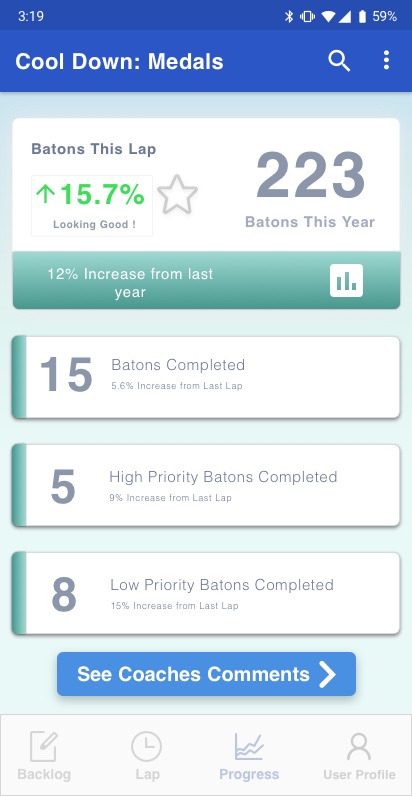 3:19
59%
Cool Down: Medals
Batons This Lap
15.7%
Looking Good !
223
Batons This Year
12% Increase from last
year
15
Batons Completed
5.6% Increase from Last Lap
5
High Priority Batons Completed
9% Increase from Last Lap
8
Low Priority Batons Completed
15% Increase from Last Lap
See Coaches Comments
Backlog
Lap
Progress
User Profile